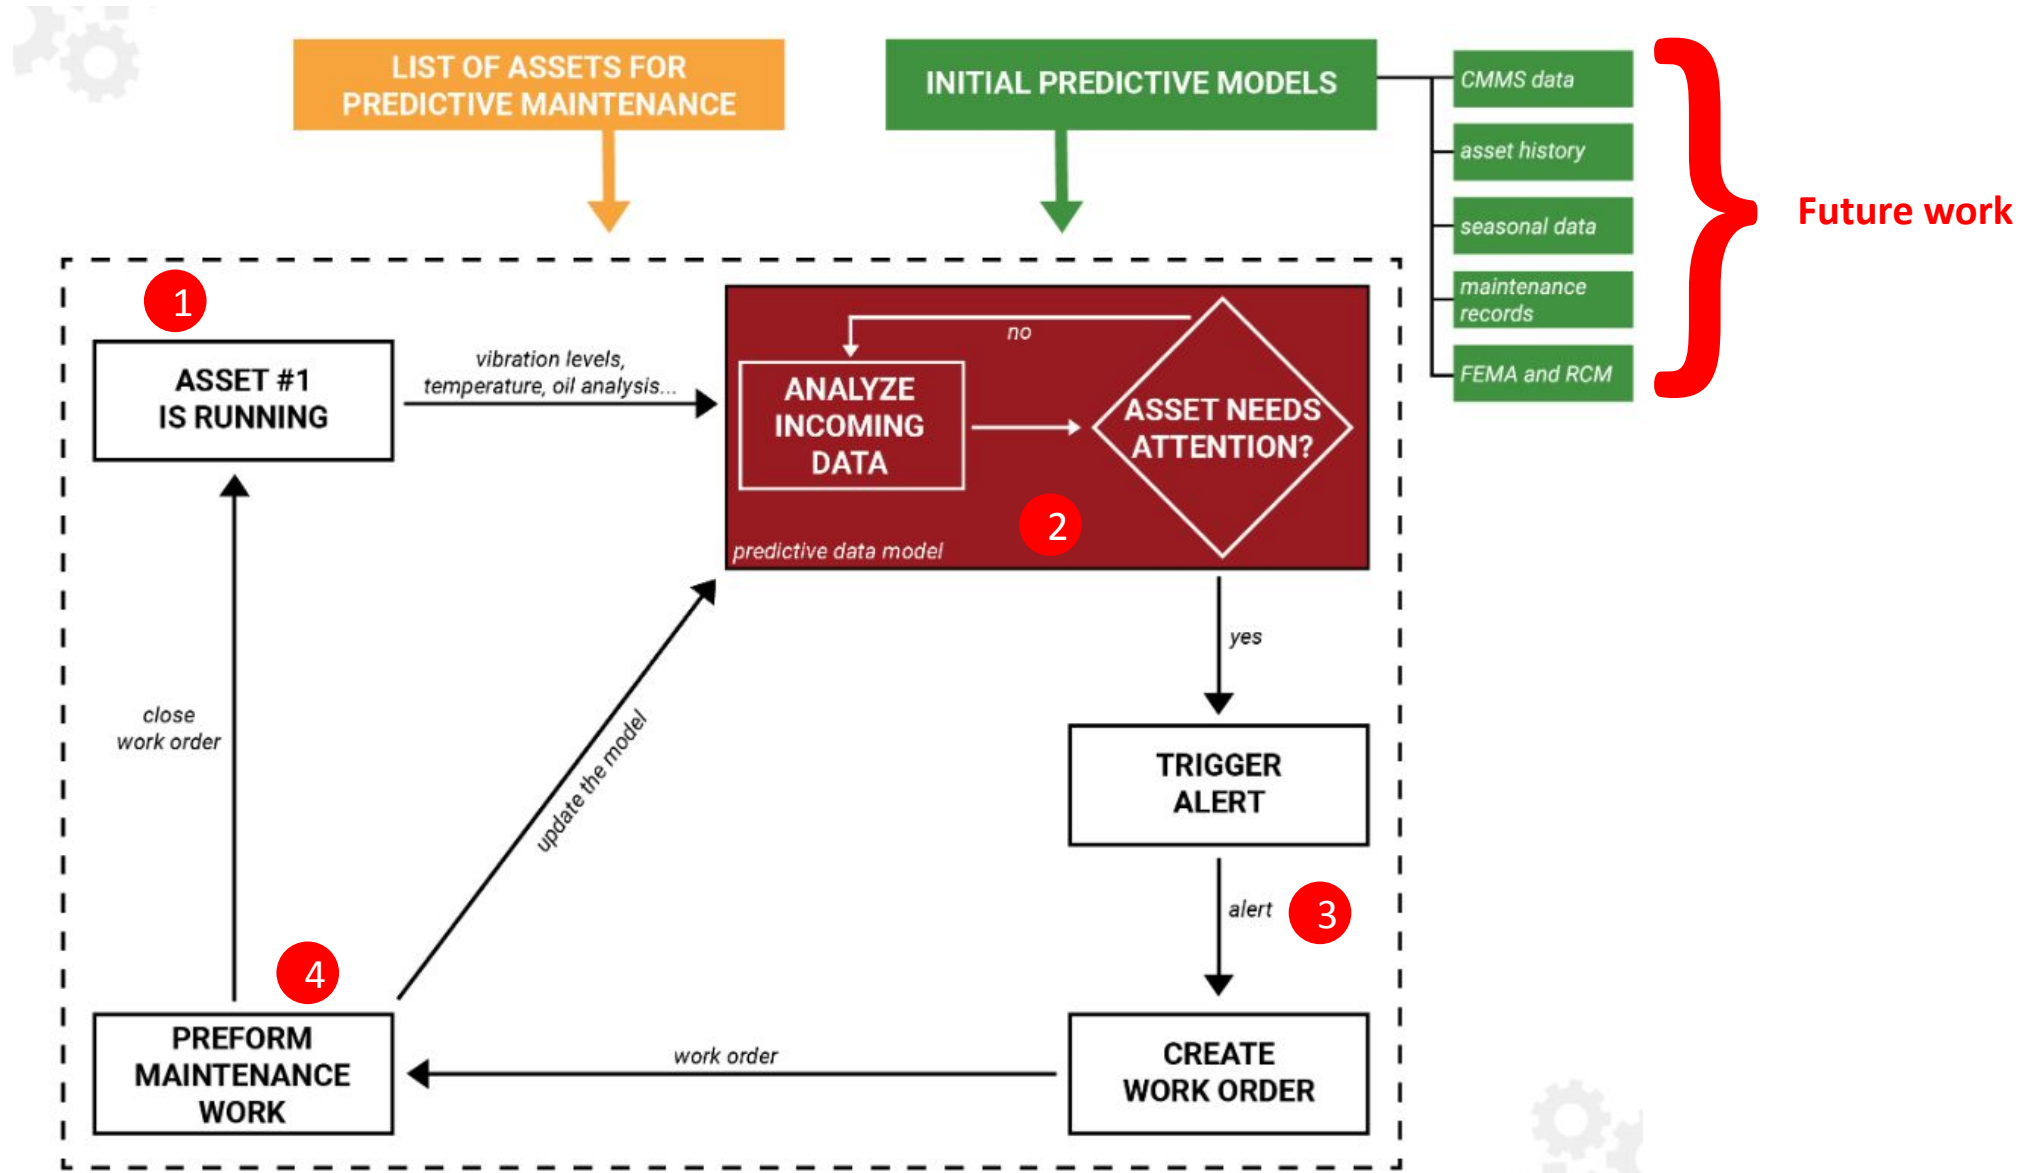 LIST OF ASSETS FOR
PREDICTIVE MAINTENANCE
INITIAL PREDICTIVE MODELS
CMMS data
asset history
seasonal data
maintenance
records
FEMA and RCM
Future work
1
ASSET #1
IS RUNNING
vibration levels,
temperature, oil analysis...
no
ANALYZE
INCOMING
DATA
ASSET NEEDS
ATTENTION?
2
predictive data model
yes
TRIGGER
ALERT
alert
3
CREATE
WORK ORDER
work order
4
PREFORM
MAINTENANCE
WORK
update the model
close
work order